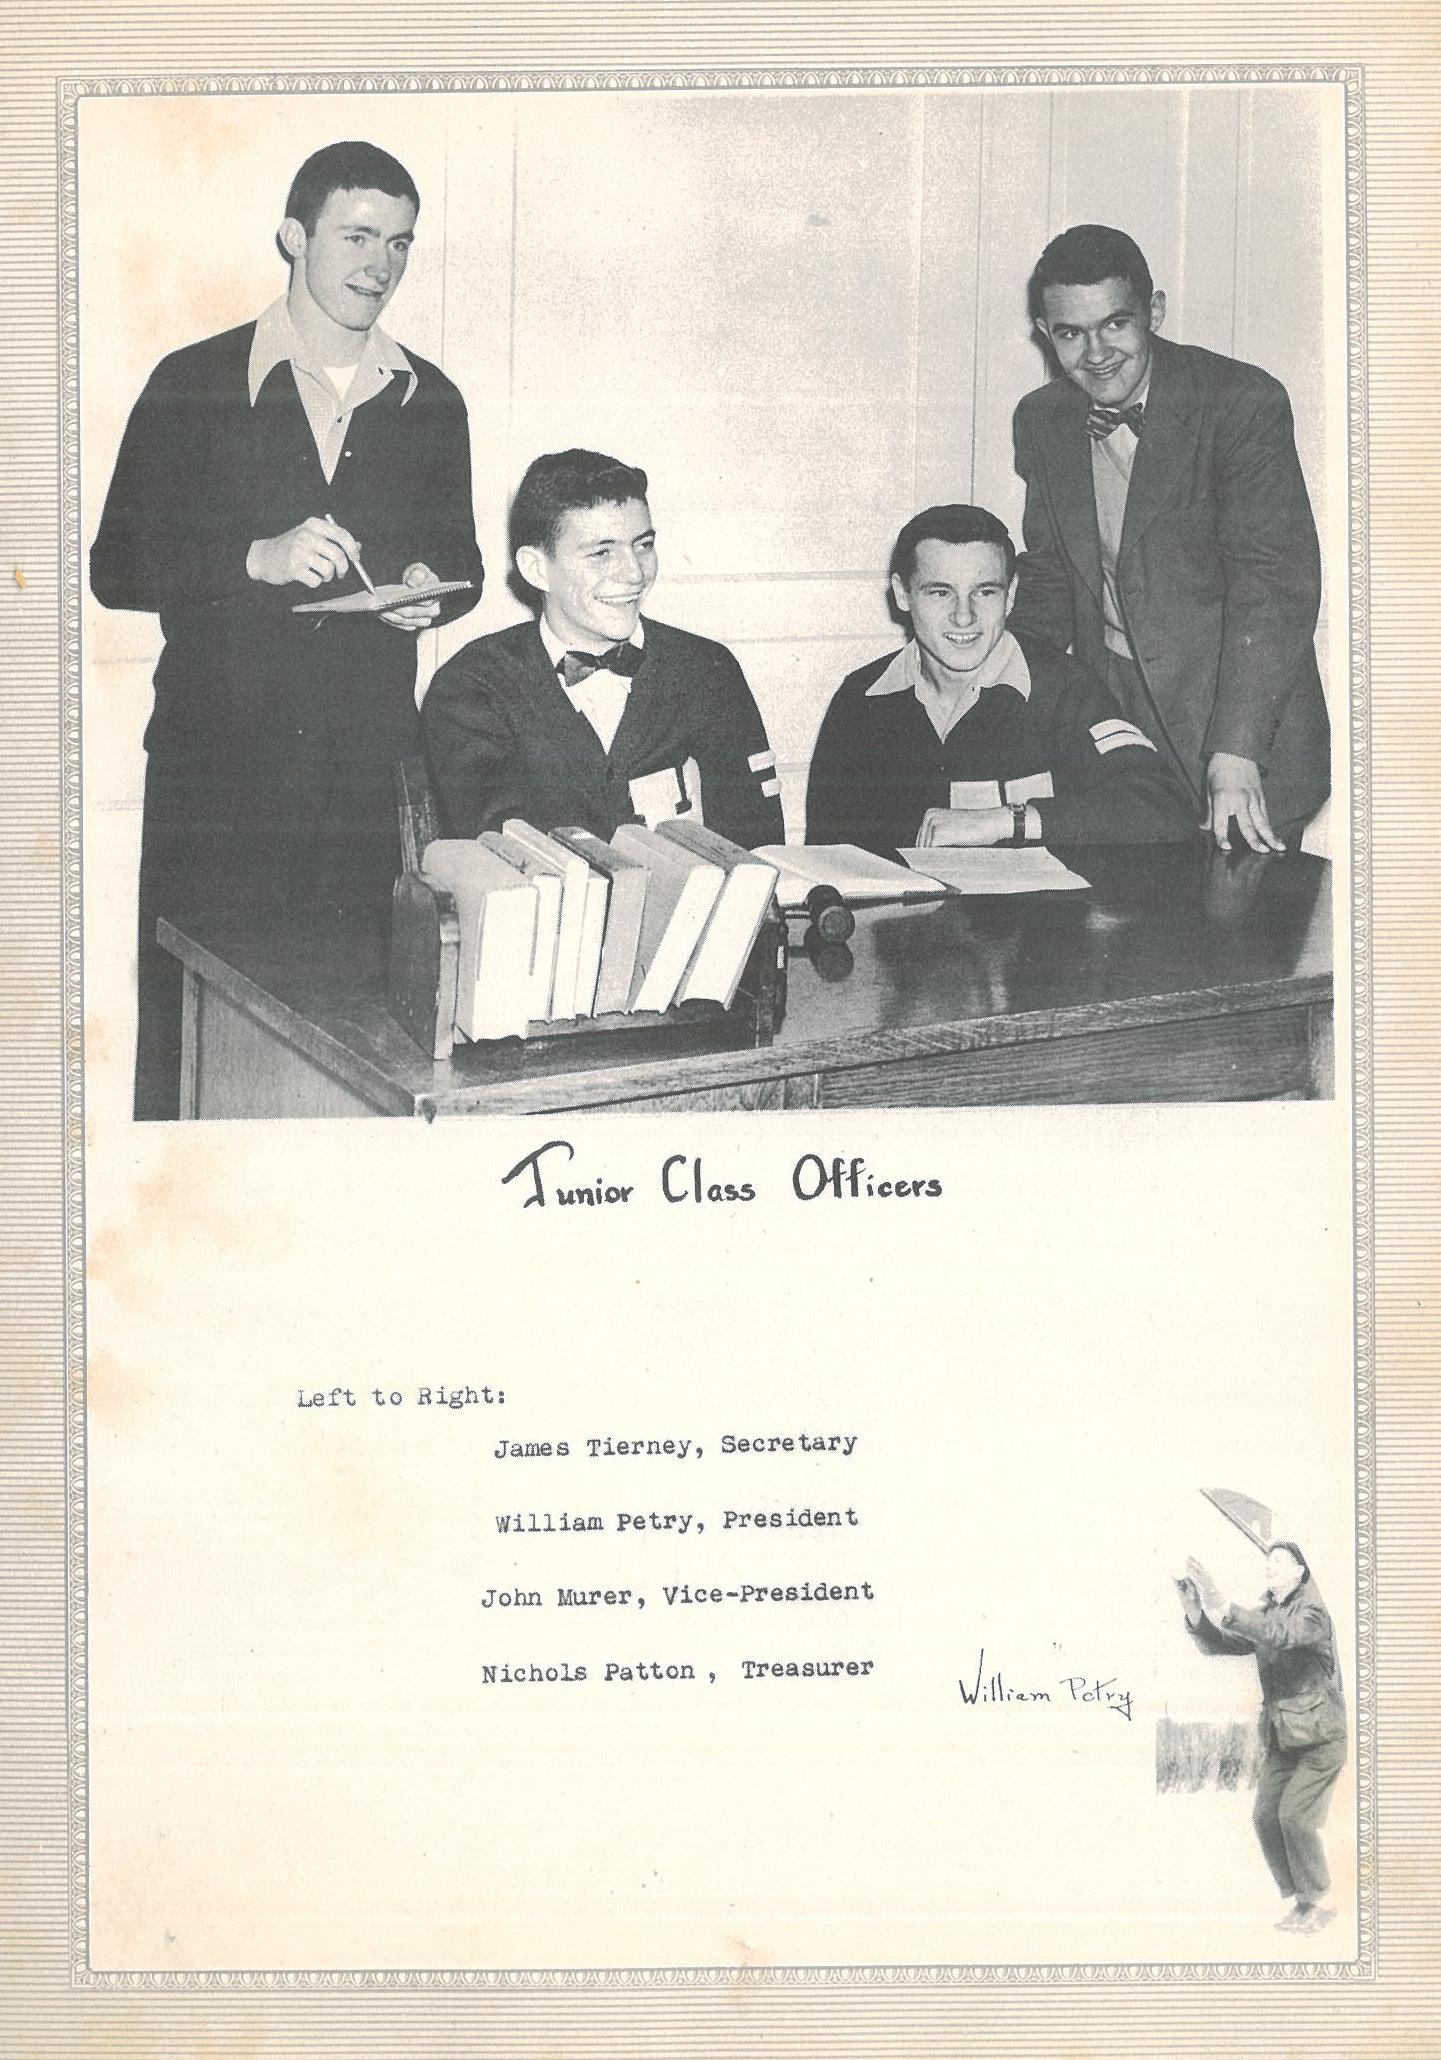 Junior Class Officers
Left to Right:
James Tierney, Secretary
William Petry, President
John Murer, Vice-President
Nichols Patton , Treasurer
William Petry